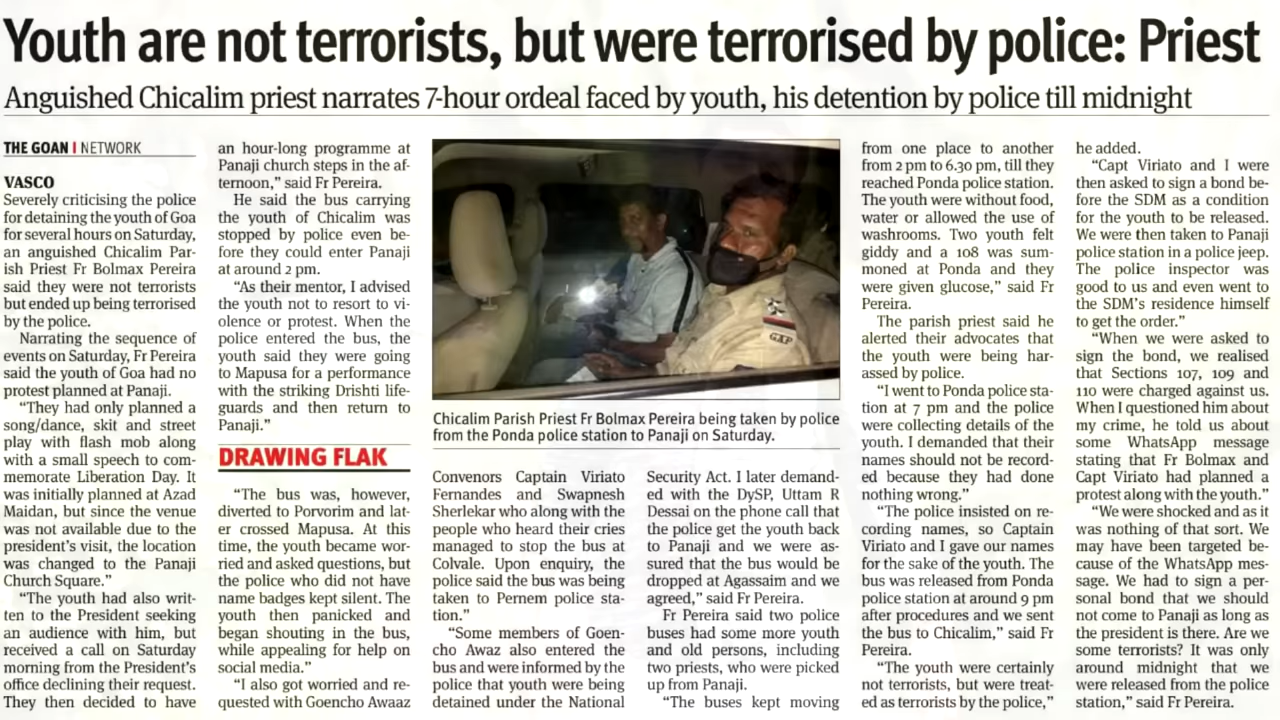 Youth are not terrorists, but were terrorised by police: Priest
Anguished Chicalim priest narrates 7-hour ordeal faced by youth, his detention by police till midnight
THE GOAN I NETWORK
VASCO
Severely criticising the police
for detaining the youth of Goa
for several hours on Saturday,
an anguished Chicalim Par-
ish Priest Fr Bolmax Pereira
said they were not terrorists
but ended up being terrorised
by the police.
Narrating the sequence of
events on Saturday, Fr Pereira
said the youth of Goa had no
protest planned at Panaji.
“They had only planned a
song/dance, skit and street
play with flash mob along
with a small speech to com-
memorate Liberation Day. It
was initially planned at Azad
Maidan, but since the venue
was not available due to the
president’s visit, the location
was changed to the Panaji
Church Square.”
“The youth had also writ-
ten to the President seeking
an audience with him, but
received a call on Saturday
morning from the President’s
office declining their request.
They then decided to have
an hour-long programme at
Panaji church steps in the af-
ternoon,” said Fr Pereira.
He said the bus carrying
the youth of Chicalim was
stopped by police even be-
fore they could enter Panaji
at around 2 pm.
“As their mentor, I advised
the youth not to resort to vi-
olence or protest. When the
police entered the bus, the
youth said they were going
to Mapusa for a performance
with the striking Drishti life-
guards and then return to
Panaji.”
DRAWING FLAK
“The bus was, however,
diverted to Porvorim and lat-
er crossed Mapusa. At this
time, the youth became wor-
ried and asked questions, but
the police who did not have
name badges kept silent. The
youth then panicked and
began shouting in the bus,
while appealing for help on
social media.”
“I also got worried and re-
quested with Goencho Awaaz
GXP
Chicalim Parish Priest Fr Bolmax Pereira being taken by police
from the Ponda police station to Panaji on Saturday.
Convenors Captain Viriato
Fernandes and Swapnesh
Sherlekar who along with the
people who heard their cries
managed to stop the bus at
Colvale. Upon enquiry, the
police said the bus was being
taken to Pernem police sta-
tion.”
“Some members of Goen-
cho Awaz also entered the
bus and were informed by the
police that youth were being
detained under the National
Security Act. I later demand-
ed with the DySP, Uttam R
Dessai on the phone call that
the police get the youth back
to Panaji and we were as-
sured that the bus would be
dropped at Agassaim and we
agreed,” said Fr Pereira.
Fr Pereira said two police
buses had some more youth
and old persons, including
two priests, who were picked
up from Panaji.
“The buses kept moving
from one place to another
from 2 pm to 6.30 pm, till they
reached Ponda police station.
The youth were without food,
water or allowed the use of
washrooms. Two youth felt
giddy and a 108 was sum-
moned at Ponda and they
were given glucose,” said Fr
Pereira.
The parish priest said he
alerted their advocates that
the youth were being har-
assed by police.
“I went to Ponda police sta-
tion at 7 pm and the police
were collecting details of the
youth. I demanded that their
names should not be record-
ed because they had done
nothing wrong.”
“The police insisted on re-
cording names, so Captain
Viriato and I gave our names
for the sake of the youth. The
bus was released from Ponda
police station at around 9 pm
after procedures and we sent
the bus to Chicalim,” said Fr
Pereira.
“The youth were certainly
not terrorists, but were treat-
ed as terrorists by the police,”
he added.
“Capt Viriato and I were
then asked to sign a bond be-
fore the SDM as a condition
for the youth to be released.
We were then taken to Panaji
police station in a police jeep.
The police inspector was
good to us and even went to
the SDM’s residence himself
to get the order.”
“When we were asked to
sign the bond, we realised
that Sections 107, 109 and
110 were charged against us.
When I questioned him about
my crime, he told us about
some WhatsApp message
stating that Fr Bolmax and
Capt Viriato had planned a
protest along with the youth.”
“We were shocked and as it
was nothing of that sort. We
may have been targeted be-
cause of the WhatsApp mes-
sage. We had to sign a per-
sonal bond that we should
not come to Panaji as long as
the president is there. Are we
some terrorists? It was only
around midnight that we
were released from the police
station,” said Fr Pereira.